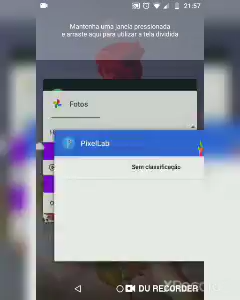 21:57
Mantenha uma janela pressionada
e arraste aqui para utilizar a tela dividida
Fotos
PixelLab
Sem classificação
DU RECORDER